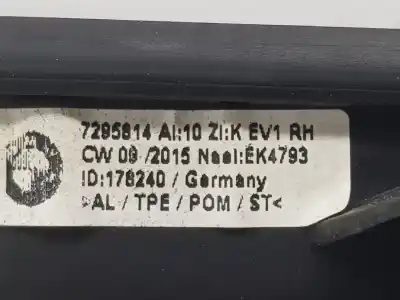 7295814 AI:10 ZI:K EV1 RH
CW 09 /2015 Nael:EK4793
ID:178240 / Germany
>AL / TPE / POM / ST<